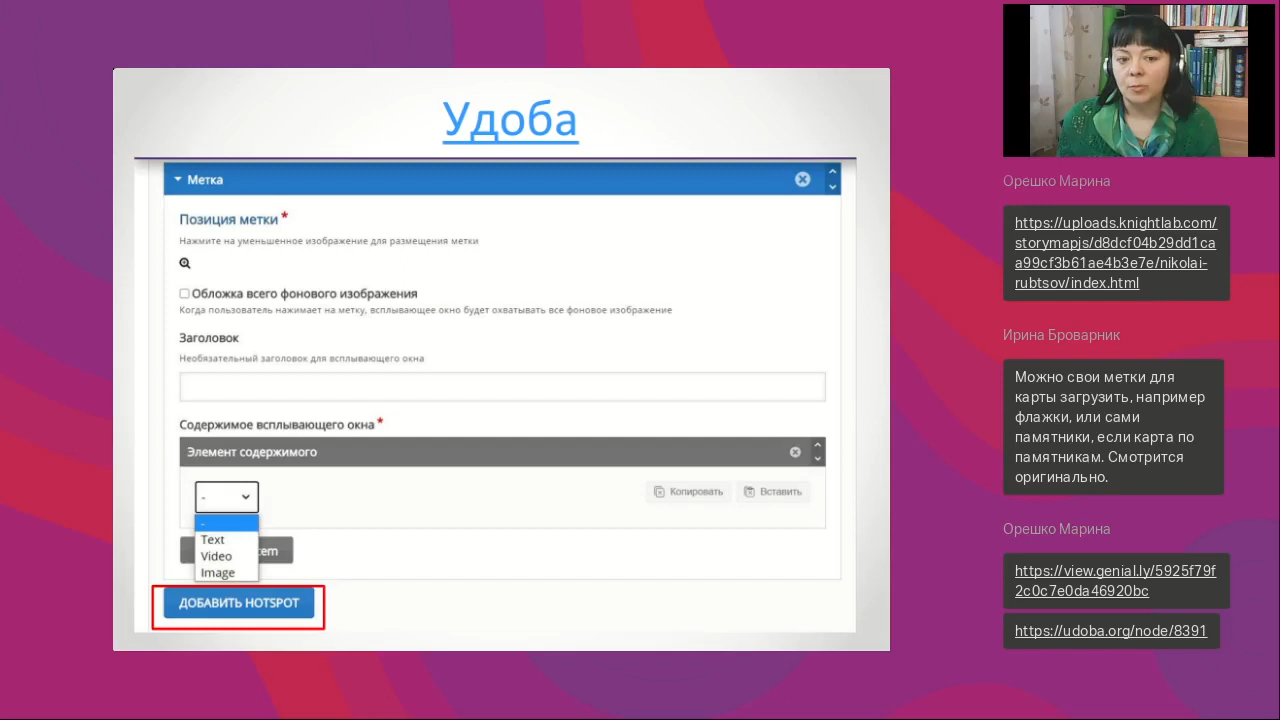 Удоба
Метка
Позиция метки *
Нажмите на уменьшенное изображение для размещения метки
Обложка всего фонового изображения
Когда пользователь нажимает на метку, всплывающее окно будет охватывать все фоновое изображение
Заголовок
Необязательный заголовок для всплывающего окна
Содержимое всплывающего окна *
Элемент содержимого
-
Копировать
Вставить
-
Text
Video
Image
tem
ДОБАВИТЬ HOTSPOT
Орешко Марина
https://uploads.knightlab.com/
storymapjs/d8dcf04b29dd1ca
a99cf3b61ae4b3e7e/nikolai-
rubtsov/index.html
Ирина Броварник
Можно свои метки для
карты загрузить, например
флажки, или сами
памятники, если карта по
памятникам. Смотрится
оригинально.
Орешко Марина
https://view.genial.ly/5925f79f
2c0c7e0da46920bc
https://udoba.org/node/8391